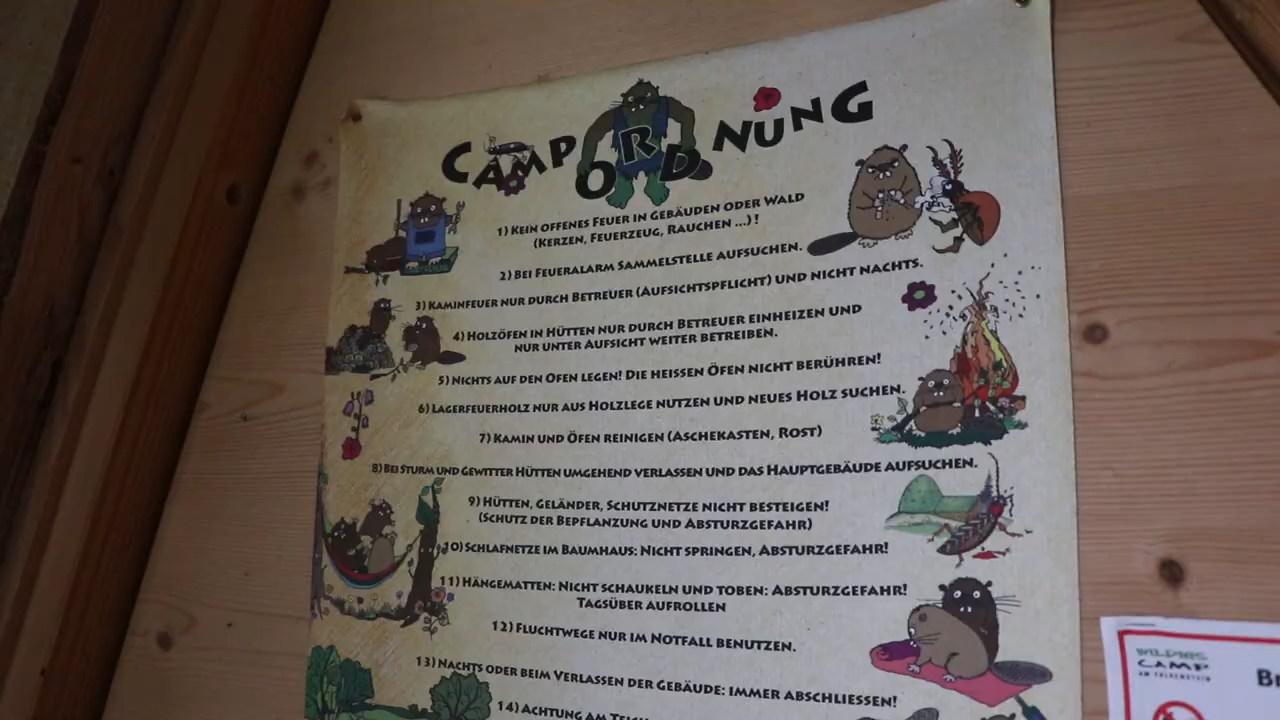 CAMP ORDNUNG
1) KEIN OFFENES FEUER IN GEBÄUDEN ODER WALD
(KERZEN, FEUERZEUG, RAUCHEN ...) !
2) BEI FEUERALARM SAMMELSTELLE AUFSUCHEN.
3) KAMINFEUER NUR DURCH BETREUER (AUFSICHTSPFLICHT) UND NICHT NACHTS.
4) HOLZÖFEN IN HÜTTEN NUR DURCH BETREUER EINHEIZEN UND
NUR UNTER AUFSICHT WEITER BETREIBEN.
5) NICHTS AUF DEN OFEN LEGEN! DIE HEISSEN ÖFEN NICHT BERÜHREN!
6) LAGERFEUERHOLZ NUR AUS HOLZLEGE NUTZEN UND NEUES HOLZ SUCHEN.
7) KAMIN UND ÖFEN REINIGEN (ASCHEKASTEN, ROST)
8) BEI STURM UND GEWITTER HÜTTEN UMGEHEND VERLASSEN UND DAS HAUPTGEBÄUDE AUFSUCHEN.
9) HÜTTEN, GELÄNDER, SCHUTZNETZE NICHT BESTEIGEN!
(SCHUTZ DER BEPFLANZUNG UND ABSTURZGEFAHR)
10) SCHLAFNETZE IM BAUMHAUS: NICHT SPRINGEN, ABSTURZGEFAHR!
11) HÄNGEMATTEN: NICHT SCHAUKELN UND TOBEN: ABSTURZGEFAHR!
TAGSÜBER AUFROLLEN
12) FLUCHTWEGE NUR IM NOTFALL BENUTZEN.
13) NACHTS ODER BEIM VERLASSEN DER GEBÄUDE: IMMER ABSCHLIESSEN!
14) ACHTUNG AM
WILDNIS
CAMP
AM FALKENSTEIN